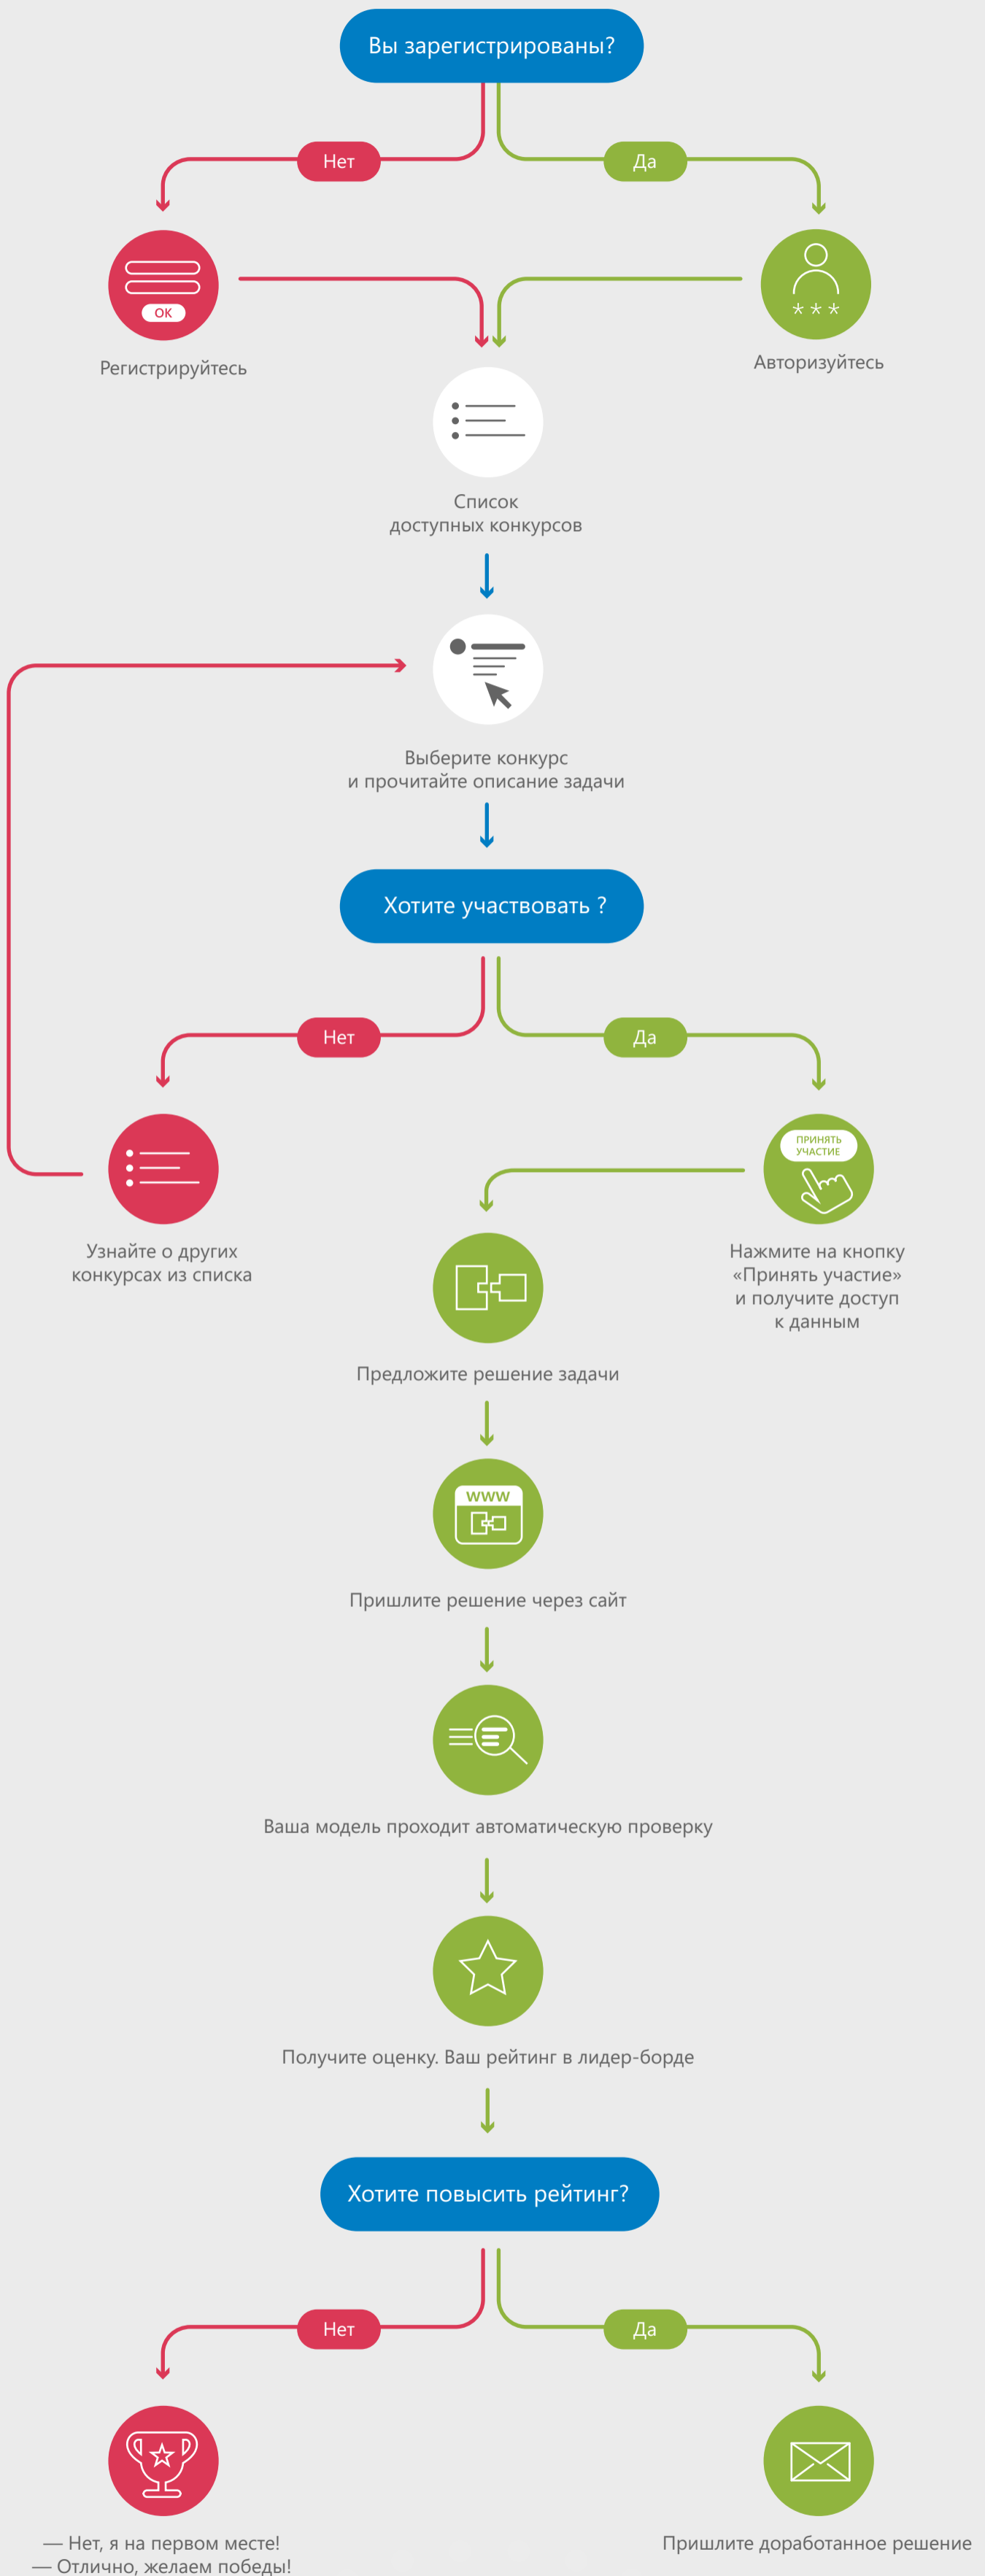 Вы зарегистрированы?
Нет
Да
ОК
* * *
Регистрируйтесь
Авторизуйтесь
Список
доступных конкурсов
Выберите конкурс
и прочитайте описание задачи
Хотите участвовать ?
Нет
Да
ПРИНЯТЬ
УЧАСТИЕ
Узнайте о других
конкурсах из списка
Нажмите на кнопку
«Принять участие»
и получите доступ
к данным
Предложите решение задачи
WWW
Пришлите решение через сайт
Ваша модель проходит автоматическую проверку
Получите оценку. Ваш рейтинг в лидер-борде
Хотите повысить рейтинг?
Нет
Да
— Нет, я на первом месте!
— Отлично, желаем победы!
Пришлите доработанное решение